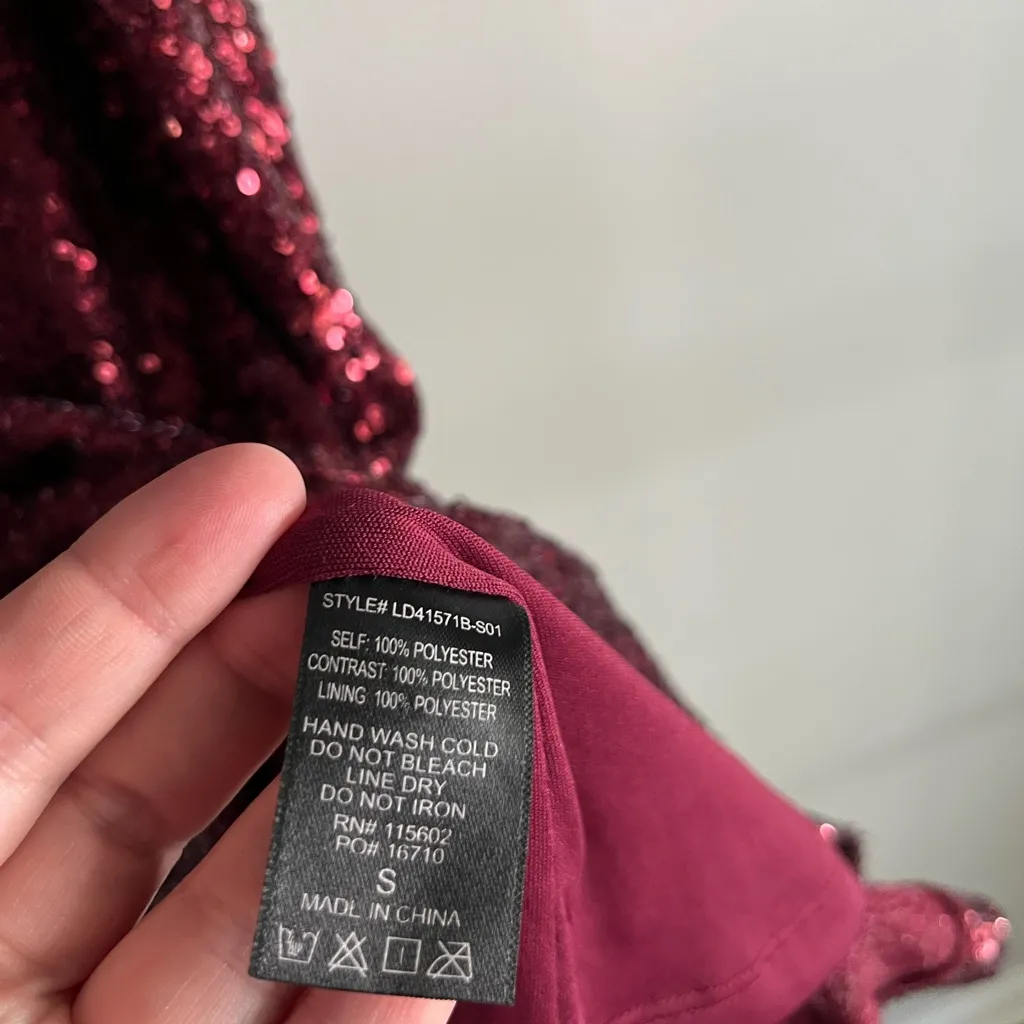 STYLE# LD41571B-S01
SELF: 100% POLYESTER
CONTRAST: 100% POLYESTER
LINING: 100% POLYESTER
HAND WASH COLD
DO NOT BLEACH
LINE DRY
DO NOT IRON
RN# 115602
PO# 16710
S
MADE IN CHINA